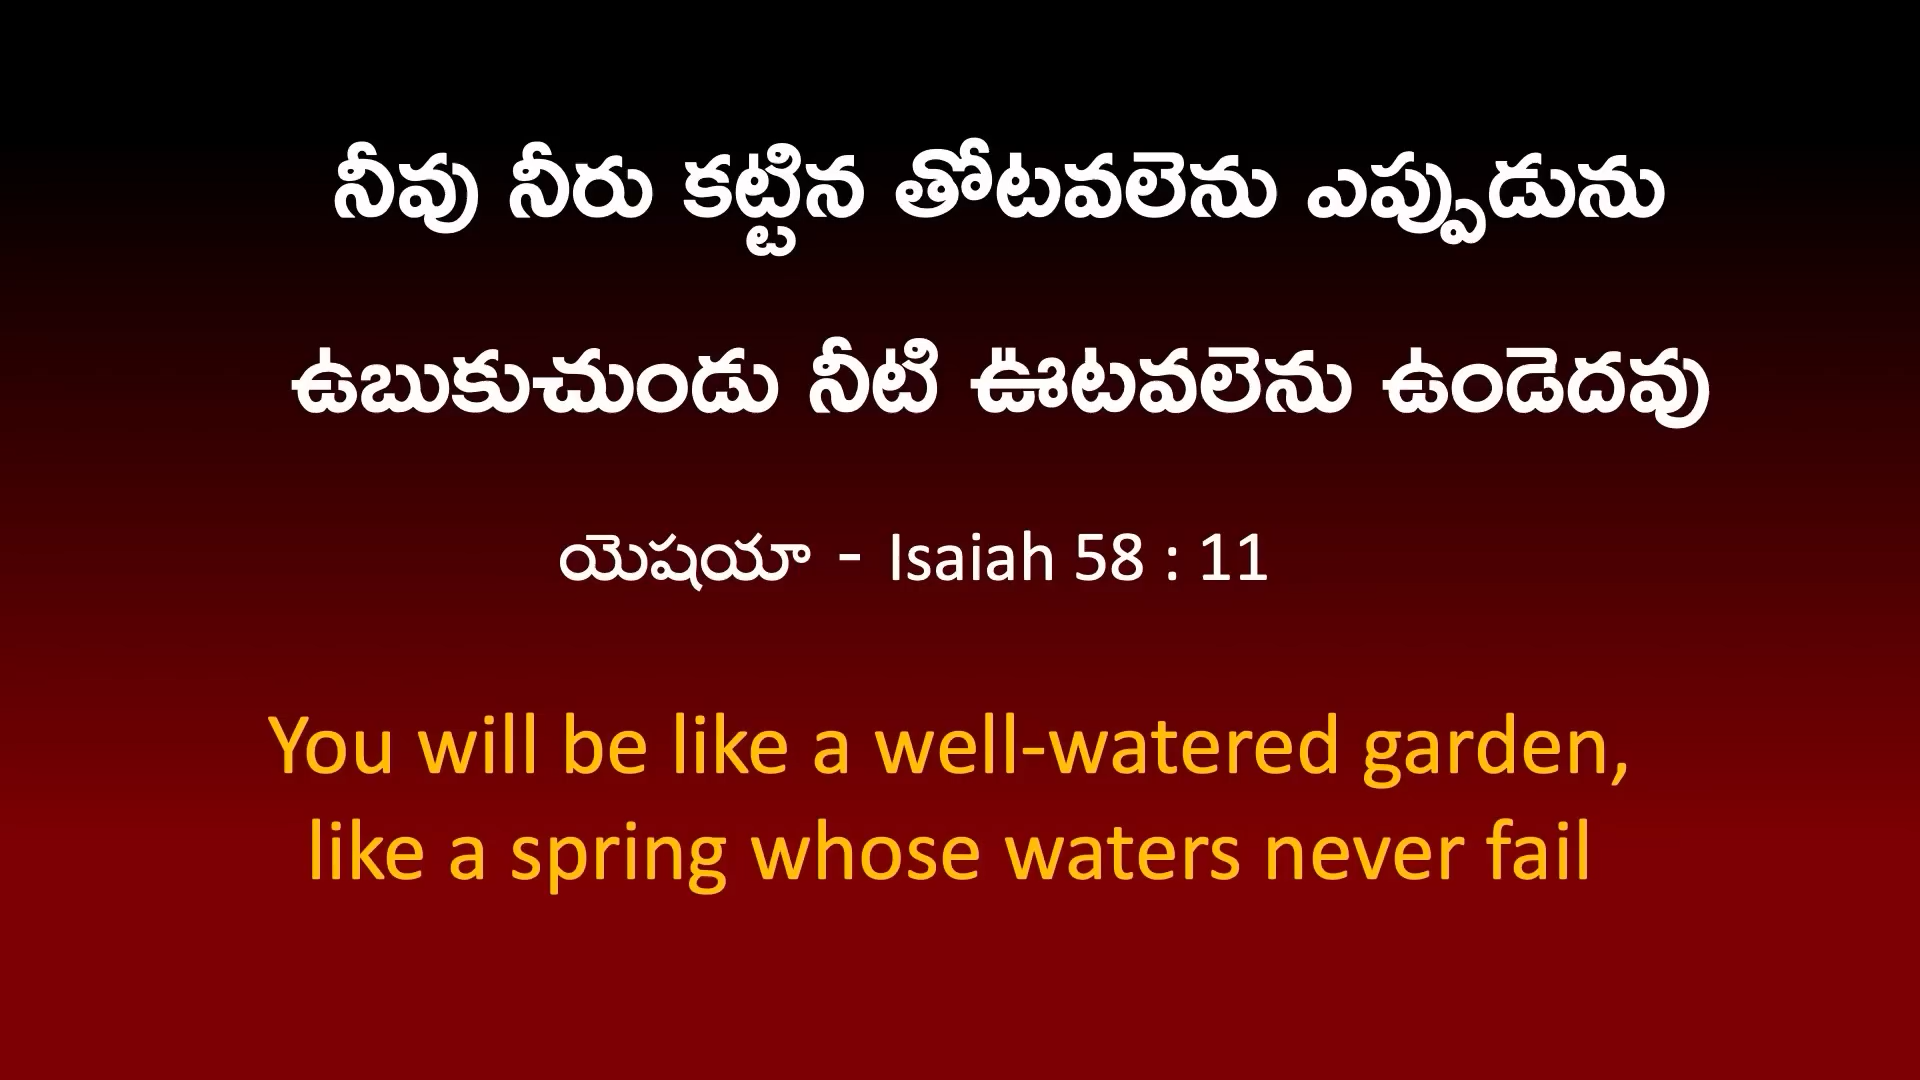 నీవు నీరు కట్టిన తోటవలెను ఎప్పుడును
ఉబుకుచుండు నీటి ఊటవలెను ఉండెదవు
యెషయా - Isaiah 58 : 11
You will be like a well-watered garden,
like a spring whose waters never fail